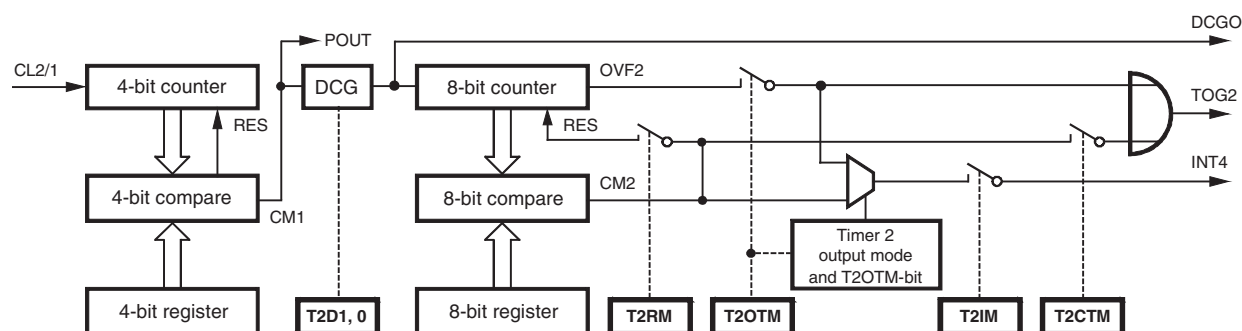 DCGO
POUT
CL2/1
4-bit counter
DCG
8-bit counter
OVF2
TOG2
RES
RES
INT4
4-bit compare
CM1
8-bit compare
CM2
Timer 2
output mode
and T2OTM-bit
4-bit register
T2D1, 0
8-bit register
T2RM
T2OTM
T2IM
T2CTM